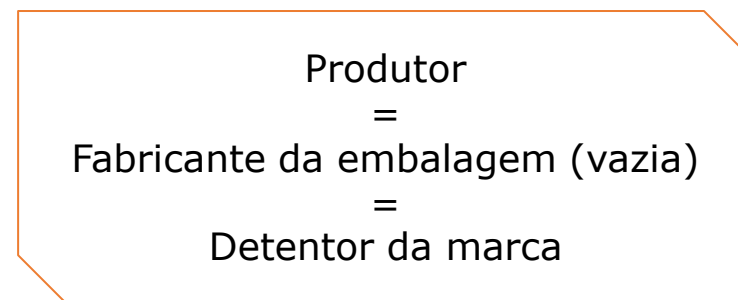 Produtor
=
Fabricante da embalagem (vazia)
=
Detentor da marca